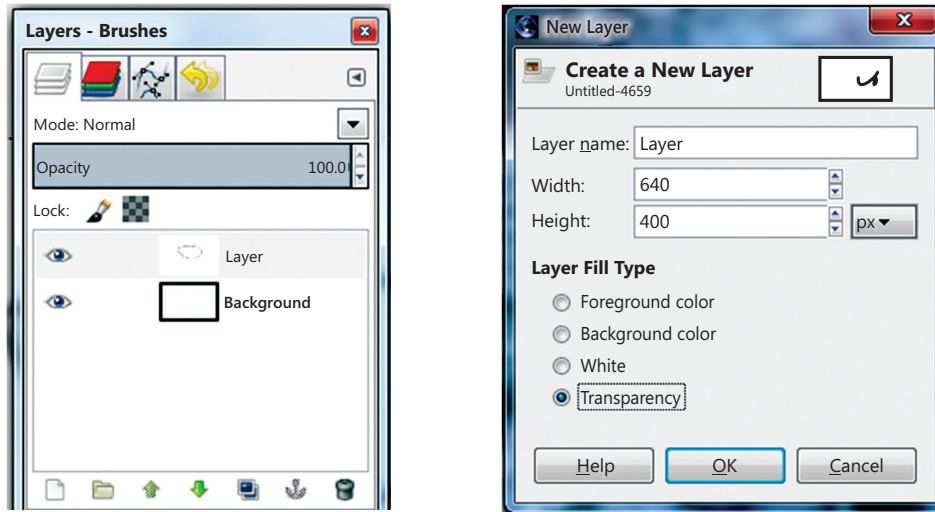 Layers - Brushes
Mode: Normal
Opacity 100.0
Lock:
Layer
Background
New Layer
Create a New Layer
Untitled-4659
Layer name: Layer
Width: 640
Height: 400 px
Layer Fill Type
Foreground color
Background color
White
Transparency
Help OK Cancel